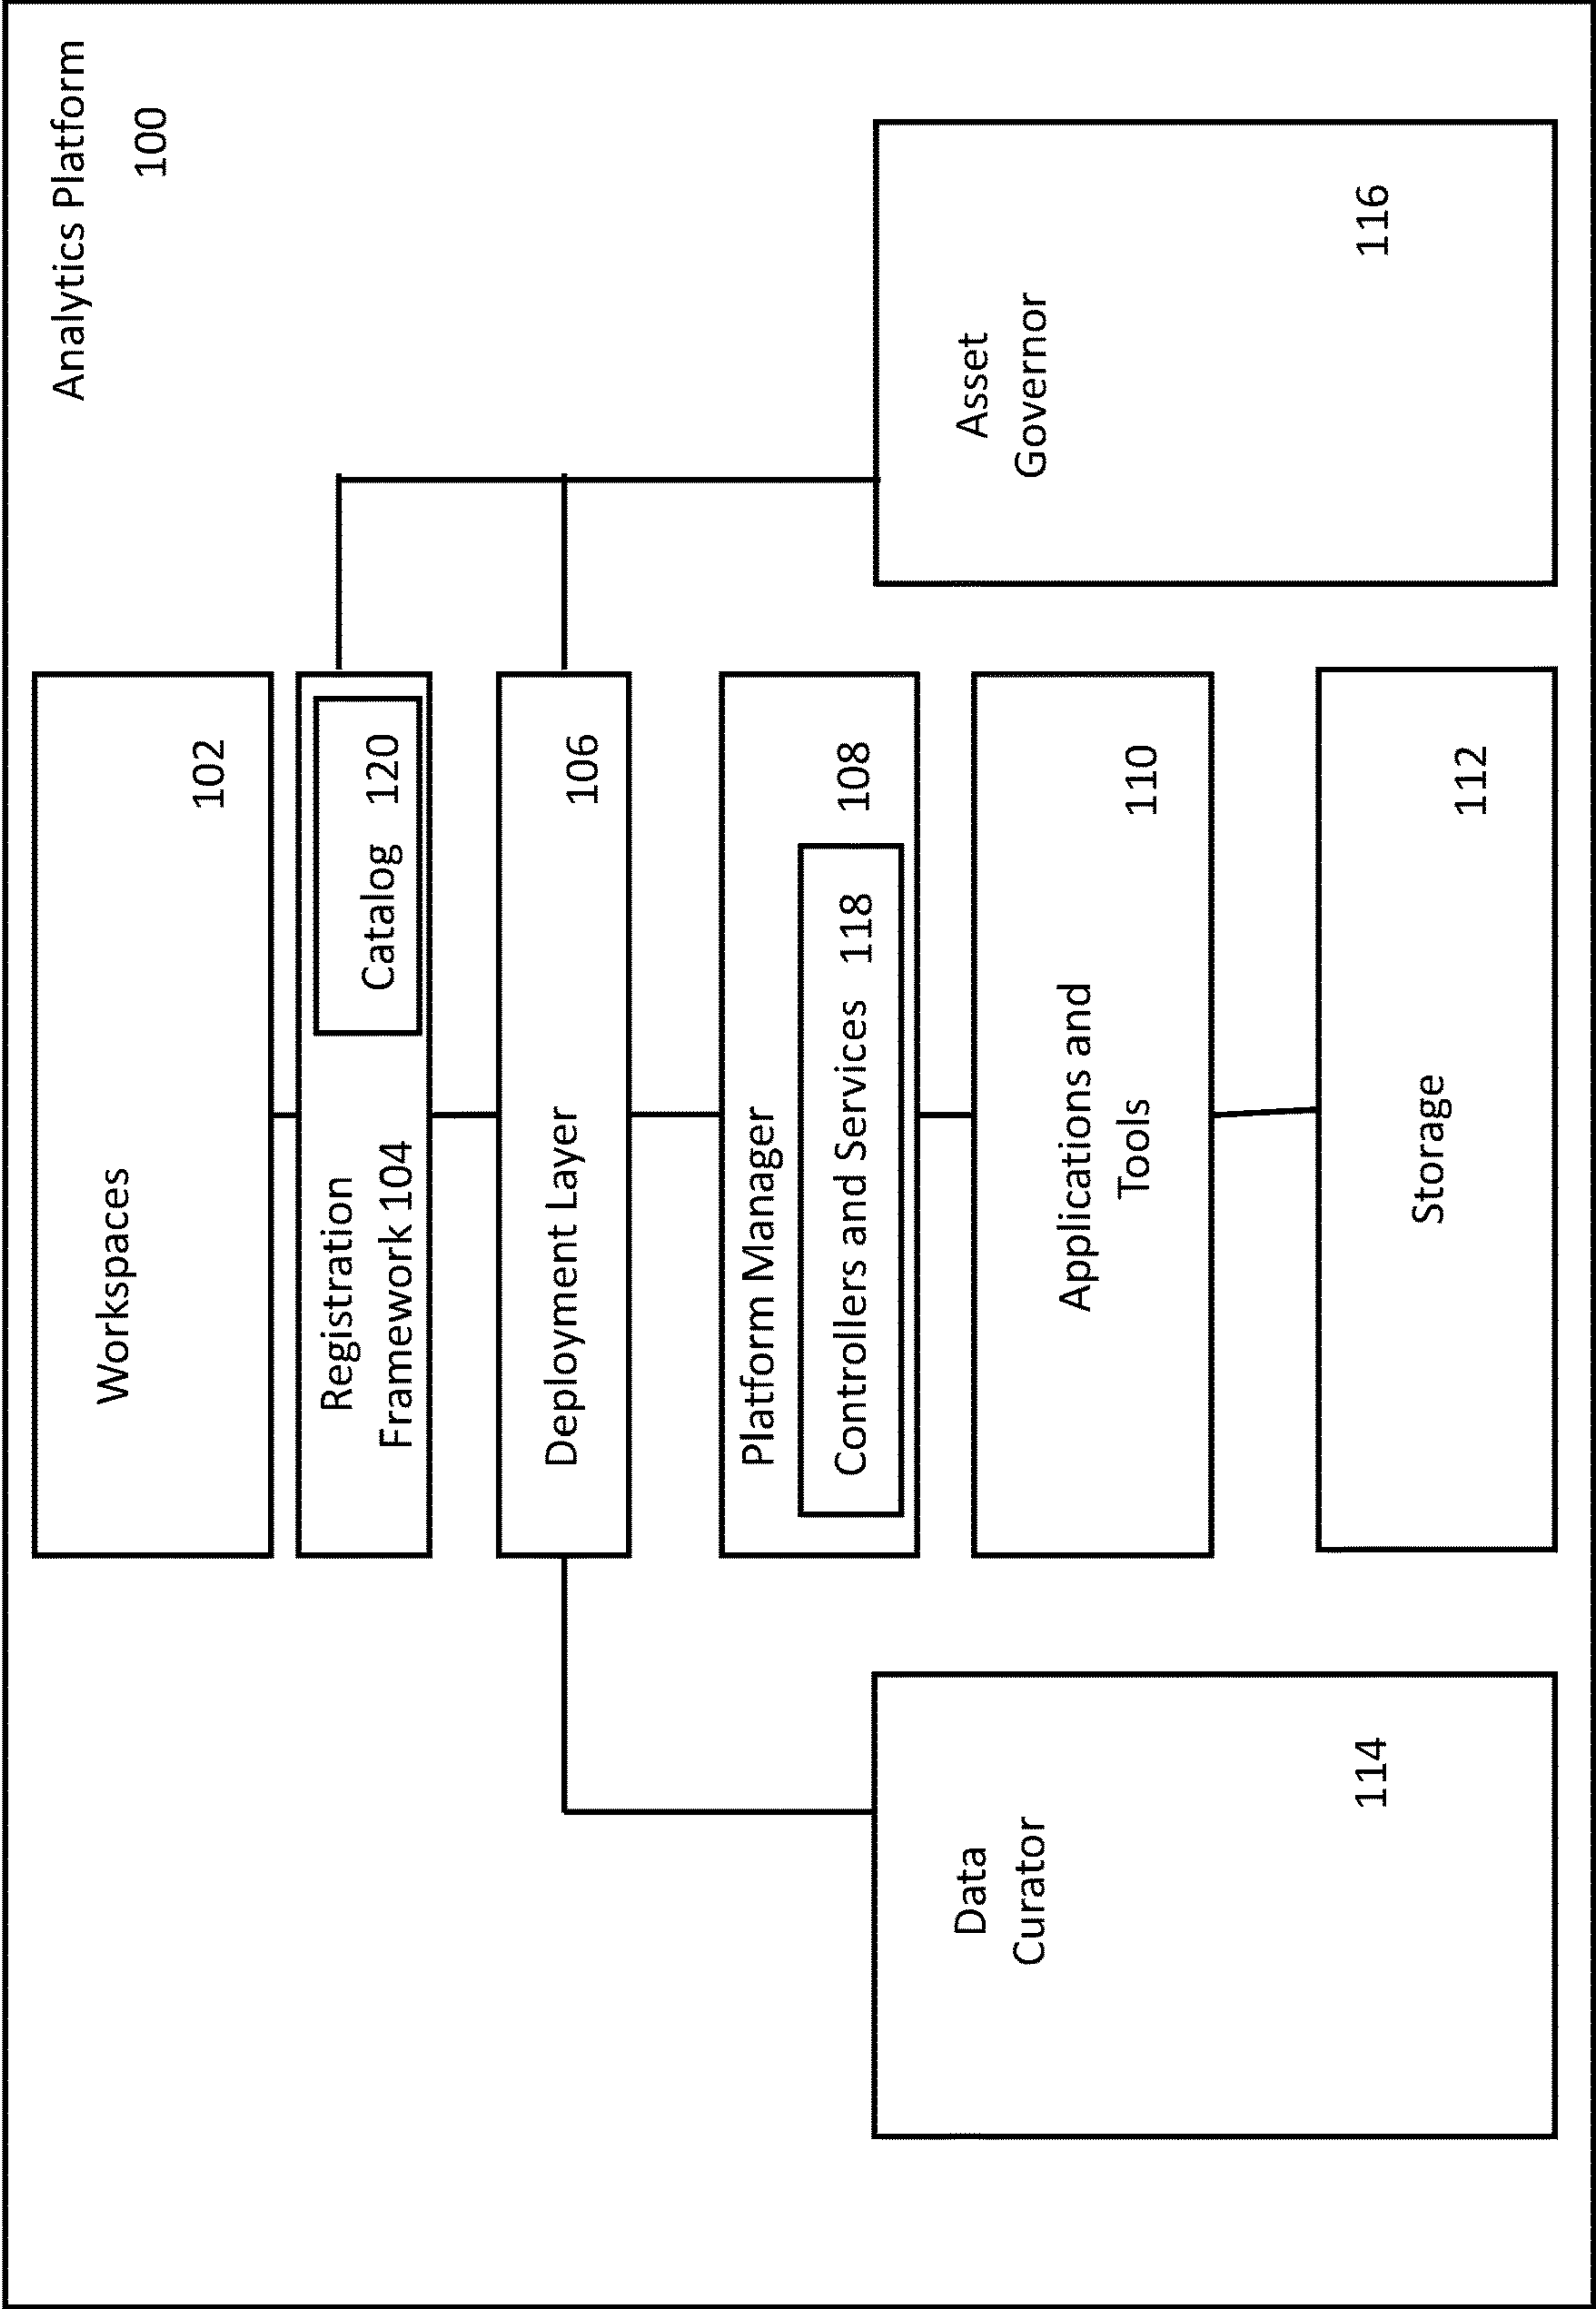 Analytics Platform
100
Workspaces
102
Registration
Framework 104
Catalog 120
Deployment Layer
106
Platform Manager
108
Controllers and Services 118
Applications and
Tools
110
Storage
112
Data
Curator
114
Asset
Governor
116